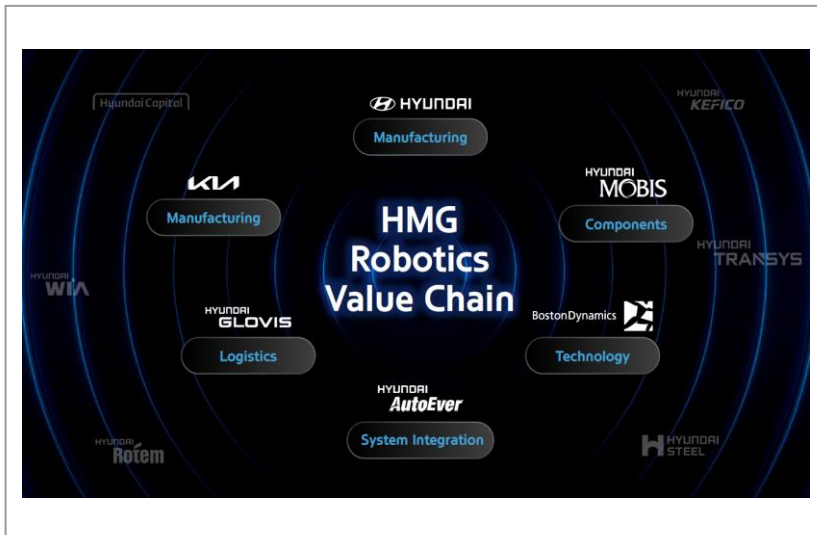 Hyundai Capital
HYUNDAI
Manufacturing
HYUNDAI
KEFICO
KIA
Manufacturing
HYUNDAI
MOBIS
Components
HMG
Robotics
Value Chain
HYUNDAI
WIA
HYUNDAI
TRANSYS
HYUNDAI
GLOVIS
Logistics
BostonDynamics
Technology
HYUNDAI
AutoEver
System Integration
HYUNDAI
Rotem
HYUNDAI
STEEL